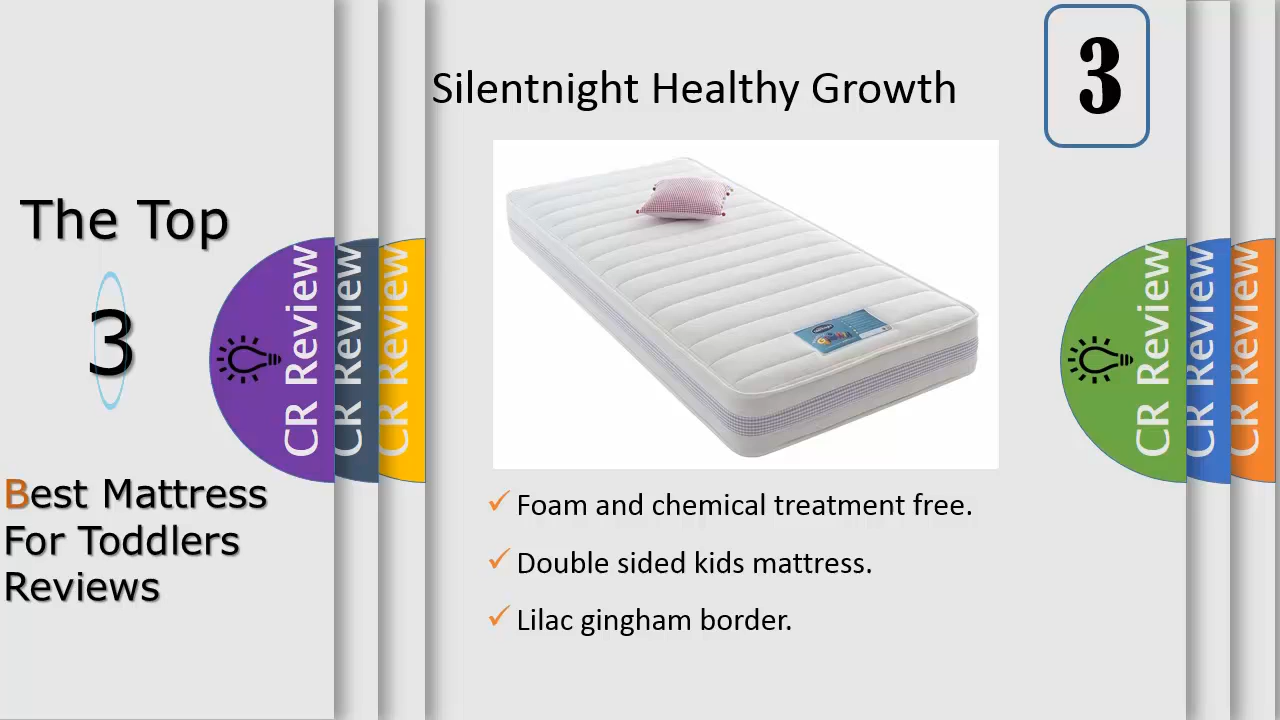 Silentnight Healthy Growth
3
The Top
3
Best Mattress
For Toddlers
Reviews
CR Review
CR Review
CR Review
CR Review
CR Review
CR Review
Foam and chemical treatment free.
Double sided kids mattress.
Lilac gingham border.